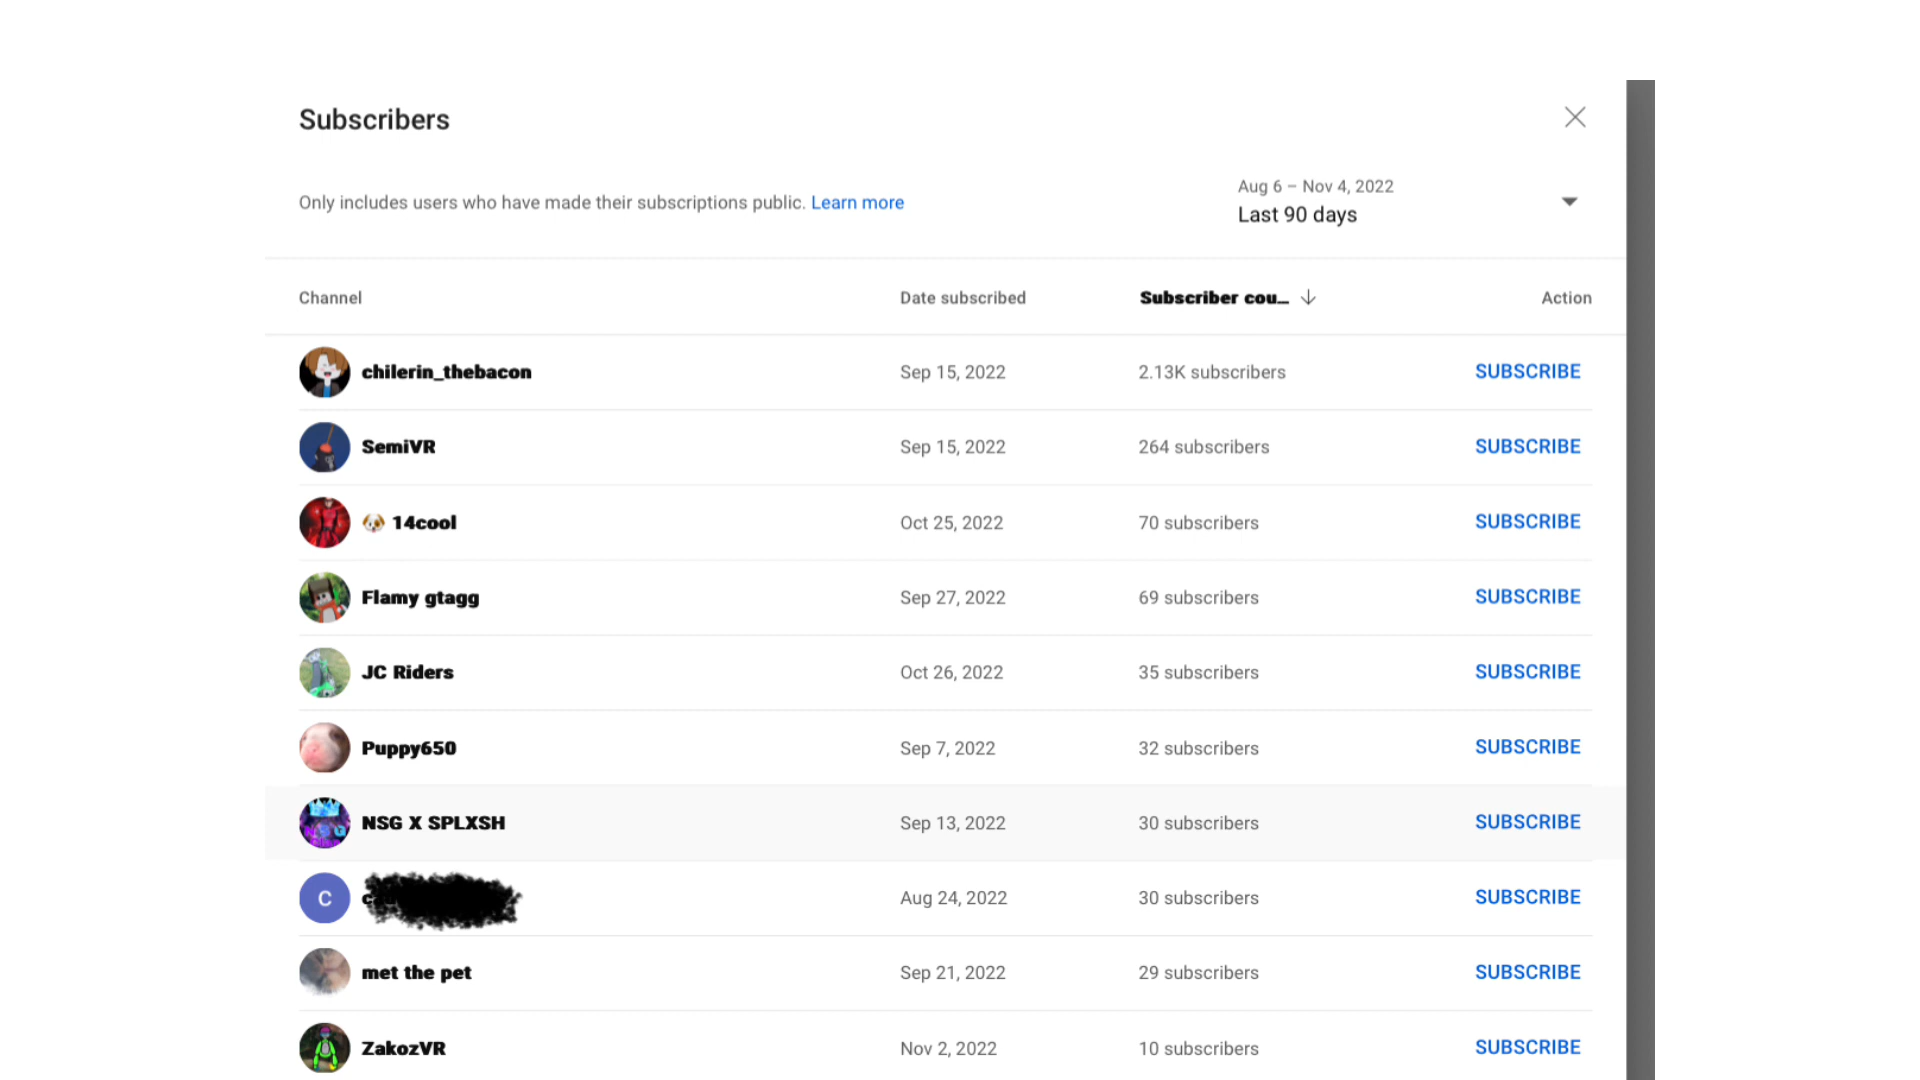 Subscribers
Only includes users who have made their subscriptions public. Learn more
Aug 6 – Nov 4, 2022
Last 90 days
Channel Date subscribed Subscriber cou... Action
chilerin_thebacon Sep 15, 2022 2.13K subscribers SUBSCRIBE
SemiVR Sep 15, 2022 264 subscribers SUBSCRIBE
🐶 14cool Oct 25, 2022 70 subscribers SUBSCRIBE
Flamy gtagg Sep 27, 2022 69 subscribers SUBSCRIBE
JC Riders Oct 26, 2022 35 subscribers SUBSCRIBE
Puppy650 Sep 7, 2022 32 subscribers SUBSCRIBE
NSG X SPLXSH Sep 13, 2022 30 subscribers SUBSCRIBE
C Aug 24, 2022 30 subscribers SUBSCRIBE
met the pet Sep 21, 2022 29 subscribers SUBSCRIBE
ZakozVR Nov 2, 2022 10 subscribers SUBSCRIBE